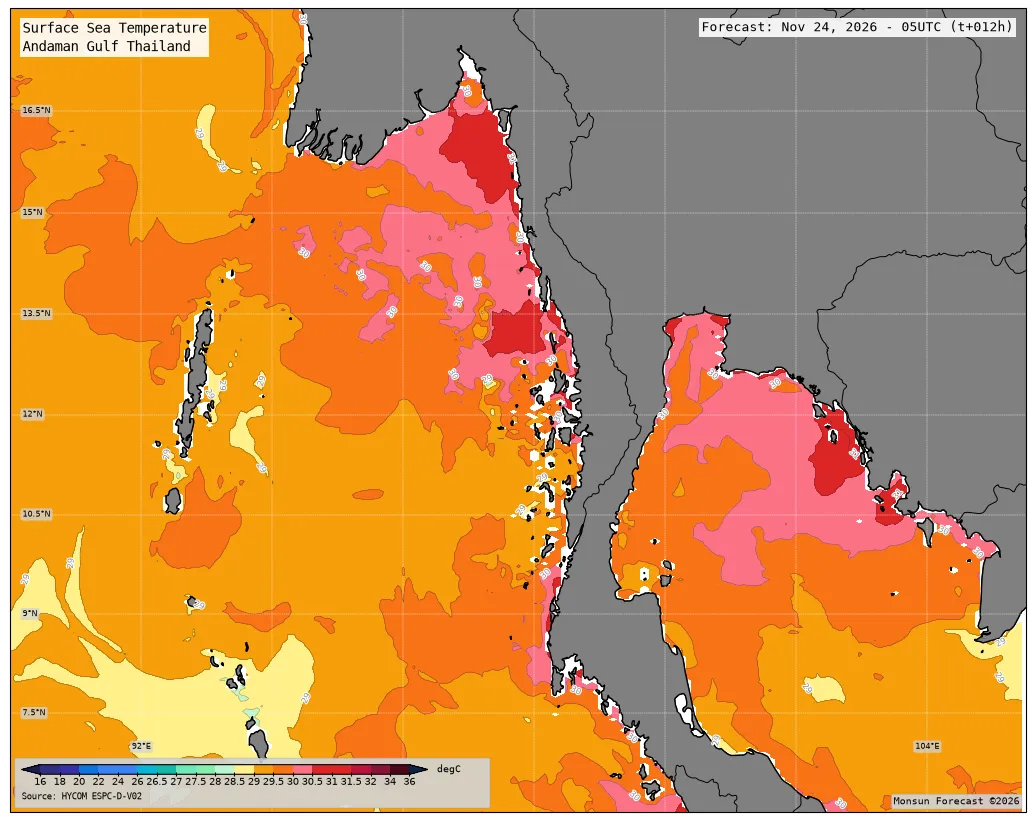 Surface Sea Temperature
Andaman Gulf Thailand
Forecast: Nov 24, 2026 - 05UTC (t+012h)
16.5°N
15°N
13.5°N
12°N
10.5°N
9°N
7.5°N
92°E
104°E
degC
16 18 20 22 24 26 26.5 27 27.5 28 28.5 29 29.5 30 30.5 31 31.5 32 34 36
Source: HYCOM ESPC-D-V02
Monsun Forecast ©2026